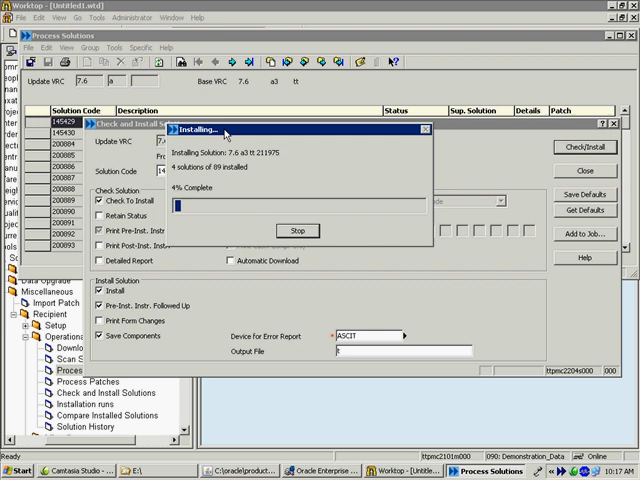 Worktop - [Untitled1.wtd]
File Edit View Go Favorites Administrator Window Help
Process Solutions
File Edit View Group Tools Specific Help
Update VRC 7.6 a Base VRC 7.6 a3 tt
Solution Code Description Status Sup. Solution Details Patch
145429
145430
200884
200885
200886
200887
200888
200889
200890
200891
200892
200893
Check and Install
Update VRC 7.6
Solution Code
Check Solution
Check To Install
Retain Status
Print Pre-Inst. Instr
Print Post-Inst. Instr
Detailed Report
Automatic Download
Install Solution
Install
Pre-Inst. Instr. Followed Up
Print Form Changes
Save Components
Device for Error Report * ASCIT
Output File t
Check/Install
Close
Save Defaults
Get Defaults
Add to Job...
Help
ttpmc2204s000 000
Installing...
Installing Solution: 7.6 a3 tt 211975
4 solutions of 89 installed
4% Complete
Stop
Data Upgrade
Miscellaneous
Import Patch
Recipient
Setup
Operational
Downlo
Scan S
Proces
Process Patches
Check and Install Solutions
Installation runs
Compare Installed Solutions
Solution History
Ready
ttpmc2101m000 090: Demonstration_Data Online
Start Camtasia Studio - ... E:\ C:\oracle\product... Oracle Enterprise ... Worktop - [Untitle... Process Solutions 10:17 AM